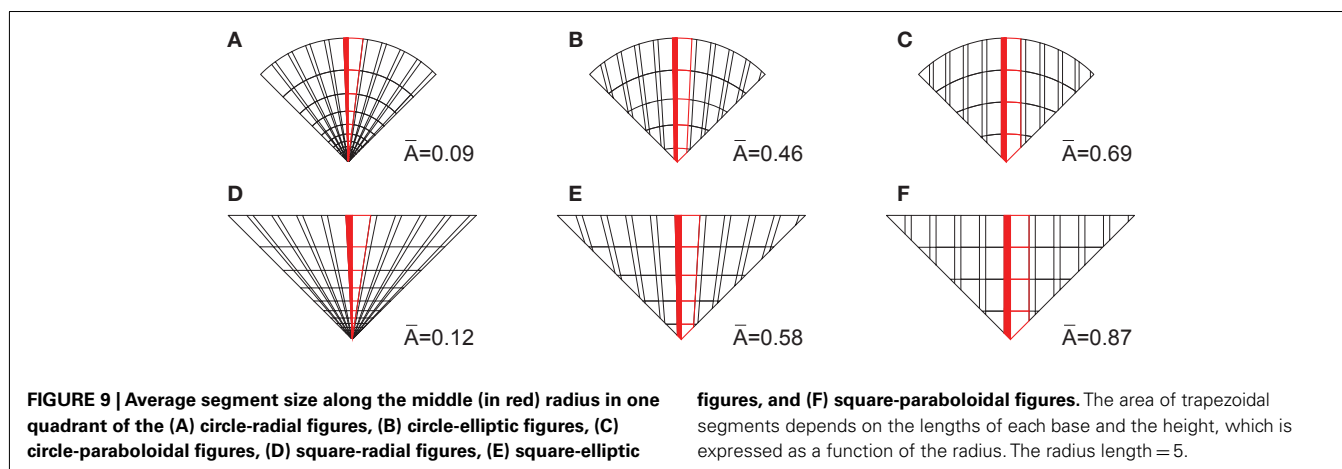 A
B
C
A̅=0.09
A̅=0.46
A̅=0.69
D
E
F
A̅=0.12
A̅=0.58
A̅=0.87
FIGURE 9 | Average segment size along the middle (in red) radius in one
quadrant of the (A) circle-radial figures, (B) circle-elliptic figures, (C)
circle-paraboloidal figures, (D) square-radial figures, (E) square-elliptic
figures, and (F) square-paraboloidal figures. The area of trapezoidal
segments depends on the lengths of each base and the height, which is
expressed as a function of the radius. The radius length = 5.